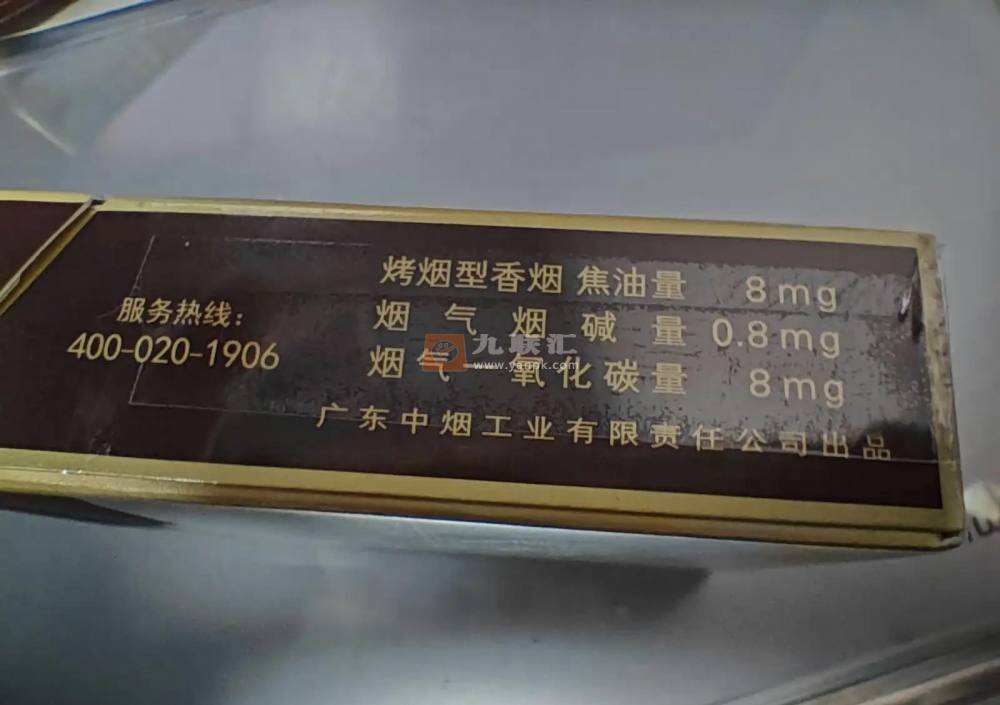 烤烟型香烟 焦油量 8mg
烟气烟碱量 0.8mg
烟气一氧化碳量 8mg
服务热线：
400-020-1906
广东中烟工业有限责任公司出品
九联汇